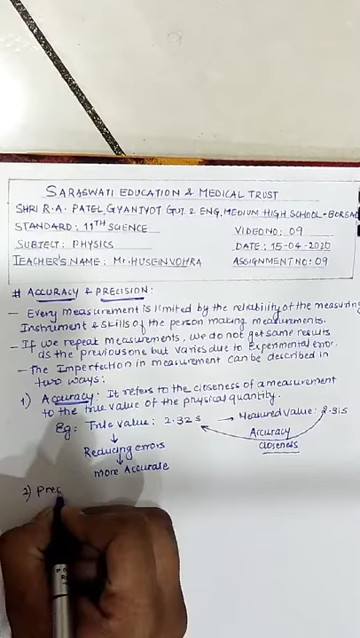 SARASWATI EDUCATION & MEDICAL TRUST
SHRI R.A. PATEL, GYANJYOT GUJ & ENG. MEDIUM HIGH SCHOOL - BORSAD
STANDARD: 11TH SCIENCE VIDEO NO: 09
SUBJECT: PHYSICS DATE: 15-04-2020
TEACHER'S NAME: Mr. HUSEIN VOHRA ASSIGNMENT NO: 09
# ACCURACY & PRECISION:
- Every measurement is limited by the reliability of the measuring
Instrument & skills of the person making measurements.
- If we repeat measurements, we do not get same results
as the previous one but varies due to experimental error.
- The Imperfection in measurement can be described in
two ways:
1) Accuracy: It refers to the closeness of a measurement
to the true value of the physical quantity.
Eg: True Value: 2.32 s → Measured Value: 2.31 s
↓ Accuracy
Reducing errors closeness
↓
more Accurate
2) Prec